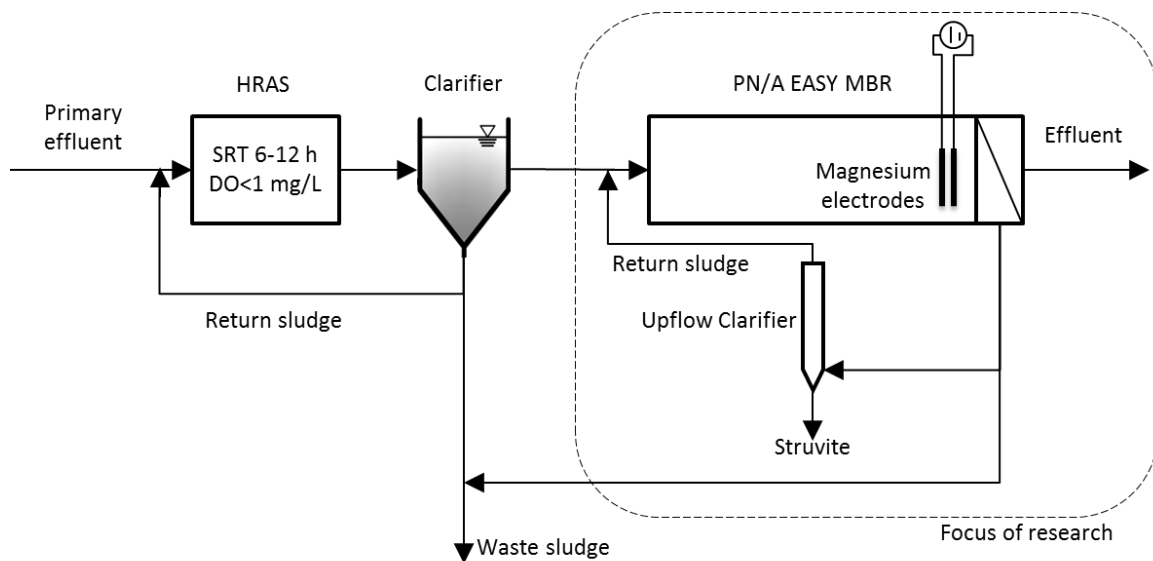 HRAS
Clarifier
PN/A EASY MBR
Primary
effluent
SRT 6-12 h
DO<1 mg/L
Magnesium
electrodes
Effluent
Return sludge
Return sludge
Upflow Clarifier
Struvite
Focus of research
Waste sludge